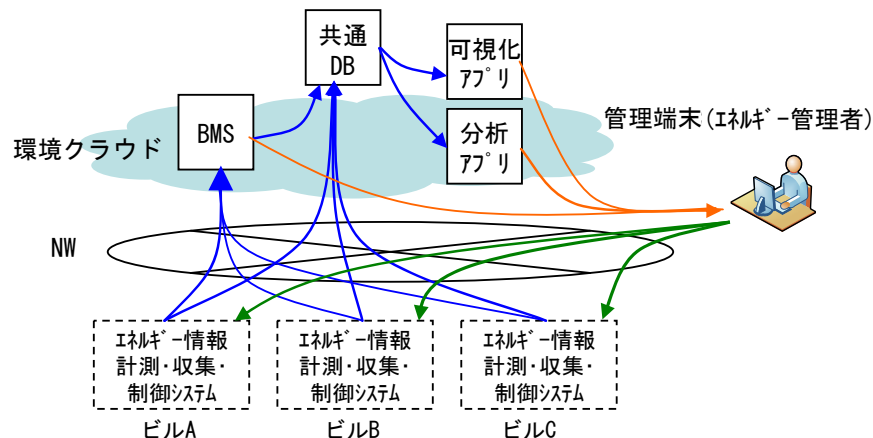 共通
DB
可視化
ｱﾌﾟﾘ
BMS
分析
ｱﾌﾟﾘ
管理端末(ｴﾈﾙｷﾞｰ管理者)
環境クラウド
NW
ｴﾈﾙｷﾞｰ情報
計測・収集・
制御ｼｽﾃﾑ
ｴﾈﾙｷﾞｰ情報
計測・収集・
制御ｼｽﾃﾑ
ｴﾈﾙｷﾞｰ情報
計測・収集・
制御ｼｽﾃﾑ
ビルA
ビルB
ビルC